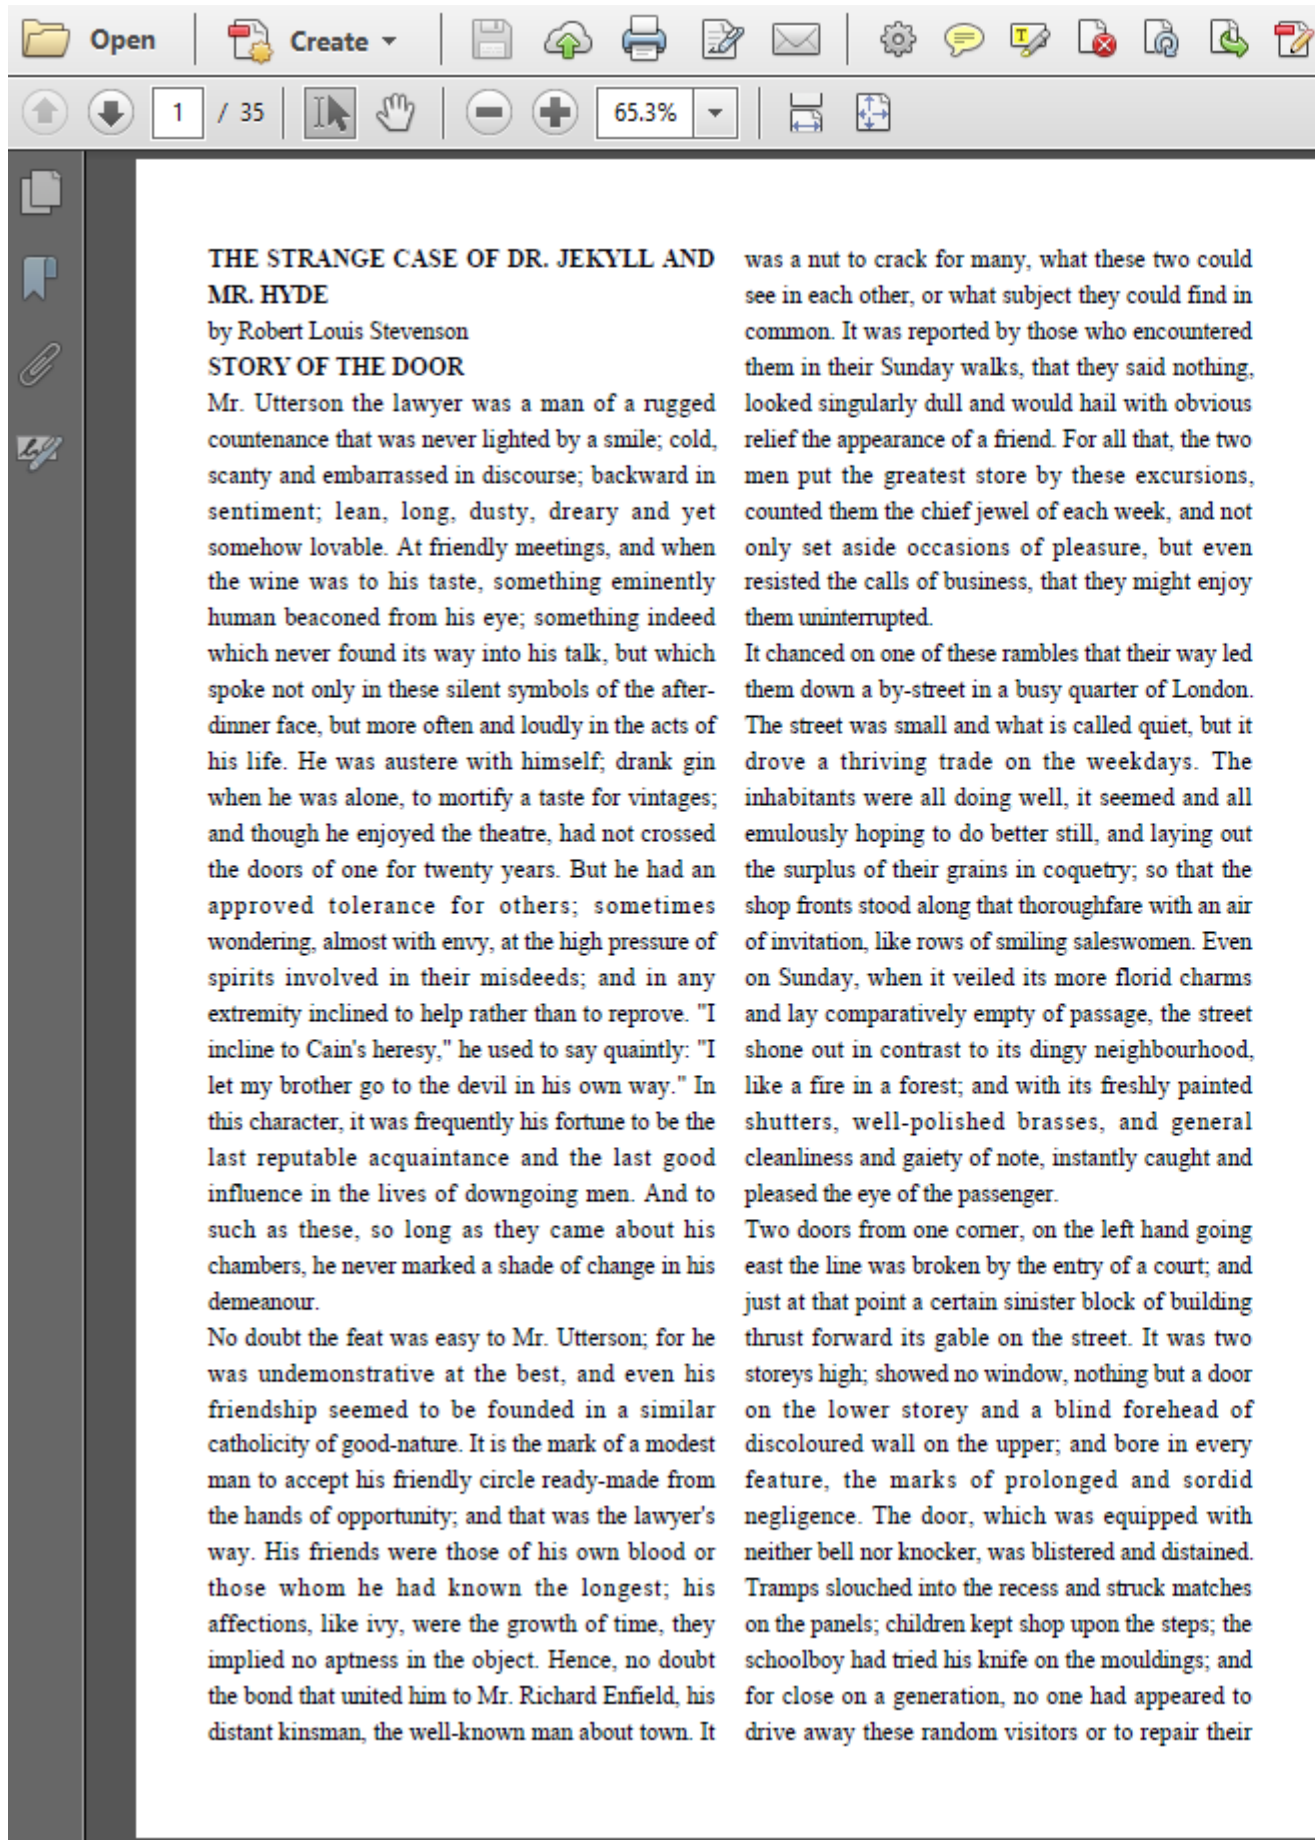 Open
Create
1 / 35
65.3%
THE STRANGE CASE OF DR. JEKYLL AND
MR. HYDE
by Robert Louis Stevenson
STORY OF THE DOOR
Mr. Utterson the lawyer was a man of a rugged
countenance that was never lighted by a smile; cold,
scanty and embarrassed in discourse; backward in
sentiment; lean, long, dusty, dreary and yet
somehow lovable. At friendly meetings, and when
the wine was to his taste, something eminently
human beaconed from his eye; something indeed
which never found its way into his talk, but which
spoke not only in these silent symbols of the after-
dinner face, but more often and loudly in the acts of
his life. He was austere with himself; drank gin
when he was alone, to mortify a taste for vintages;
and though he enjoyed the theatre, had not crossed
the doors of one for twenty years. But he had an
approved tolerance for others; sometimes
wondering, almost with envy, at the high pressure of
spirits involved in their misdeeds; and in any
extremity inclined to help rather than to reprove. "I
incline to Cain's heresy," he used to say quaintly: "I
let my brother go to the devil in his own way." In
this character, it was frequently his fortune to be the
last reputable acquaintance and the last good
influence in the lives of downgoing men. And to
such as these, so long as they came about his
chambers, he never marked a shade of change in his
demeanour.
No doubt the feat was easy to Mr. Utterson; for he
was undemonstrative at the best, and even his
friendship seemed to be founded in a similar
catholicity of good-nature. It is the mark of a modest
man to accept his friendly circle ready-made from
the hands of opportunity; and that was the lawyer's
way. His friends were those of his own blood or
those whom he had known the longest; his
affections, like ivy, were the growth of time, they
implied no aptness in the object. Hence, no doubt
the bond that united him to Mr. Richard Enfield, his
distant kinsman, the well-known man about town. It
was a nut to crack for many, what these two could
see in each other, or what subject they could find in
common. It was reported by those who encountered
them in their Sunday walks, that they said nothing,
looked singularly dull and would hail with obvious
relief the appearance of a friend. For all that, the two
men put the greatest store by these excursions,
counted them the chief jewel of each week, and not
only set aside occasions of pleasure, but even
resisted the calls of business, that they might enjoy
them uninterrupted.
It chanced on one of these rambles that their way led
them down a by-street in a busy quarter of London.
The street was small and what is called quiet, but it
drove a thriving trade on the weekdays. The
inhabitants were all doing well, it seemed and all
emulously hoping to do better still, and laying out
the surplus of their grains in coquetry; so that the
shop fronts stood along that thoroughfare with an air
of invitation, like rows of smiling saleswomen. Even
on Sunday, when it veiled its more florid charms
and lay comparatively empty of passage, the street
shone out in contrast to its dingy neighbourhood,
like a fire in a forest; and with its freshly painted
shutters, well-polished brasses, and general
cleanliness and gaiety of note, instantly caught and
pleased the eye of the passenger.
Two doors from one corner, on the left hand going
east the line was broken by the entry of a court; and
just at that point a certain sinister block of building
thrust forward its gable on the street. It was two
storeys high; showed no window, nothing but a door
on the lower storey and a blind forehead of
discoloured wall on the upper; and bore in every
feature, the marks of prolonged and sordid
negligence. The door, which was equipped with
neither bell nor knocker, was blistered and distained.
Tramps slouched into the recess and struck matches
on the panels; children kept shop upon the steps; the
schoolboy had tried his knife on the mouldings; and
for close on a generation, no one had appeared to
drive away these random visitors or to repair their